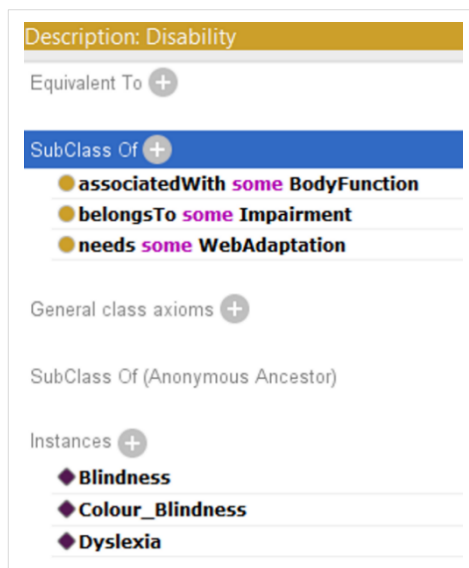 Description: Disability
Equivalent To
SubClass Of
associatedWith some BodyFunction
belongsTo some Impairment
needs some WebAdaptation
General class axioms
SubClass Of (Anonymous Ancestor)
Instances
Blindness
Colour_Blindness
Dyslexia